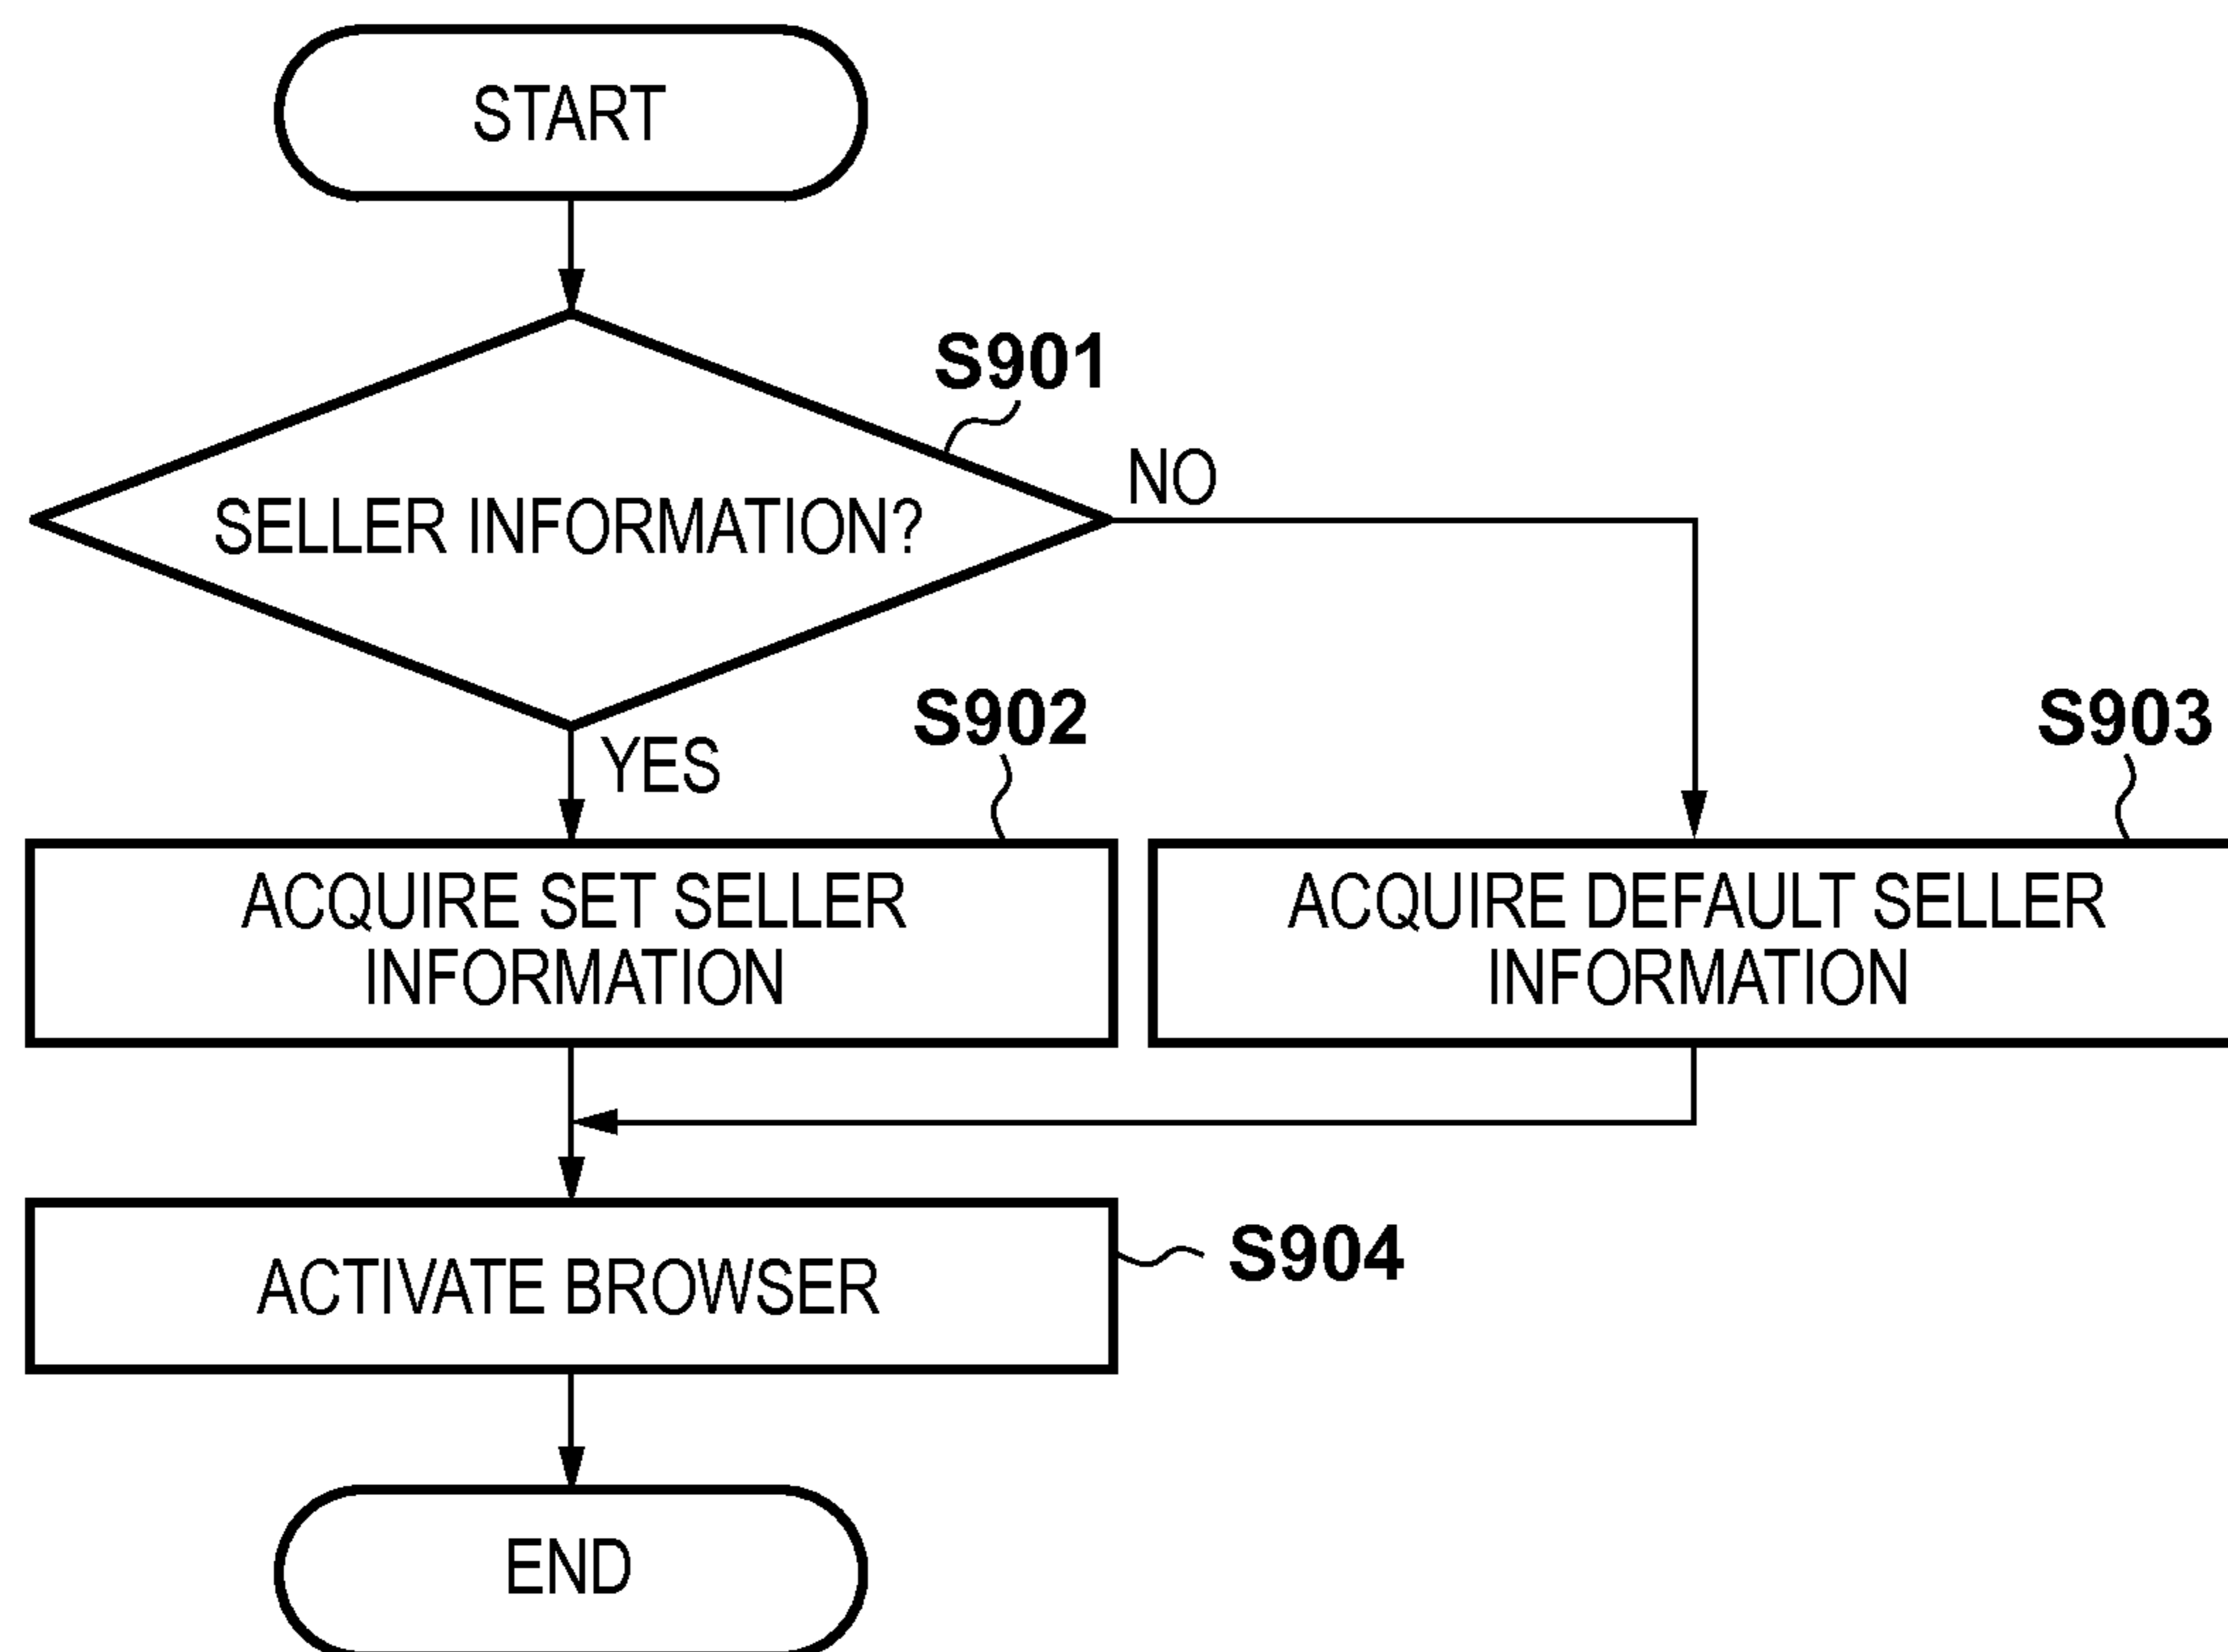 START
S901
NO
SELLER INFORMATION?
YES
S902
S903
ACQUIRE SET SELLER
INFORMATION
ACQUIRE DEFAULT SELLER
INFORMATION
ACTIVATE BROWSER
S904
END